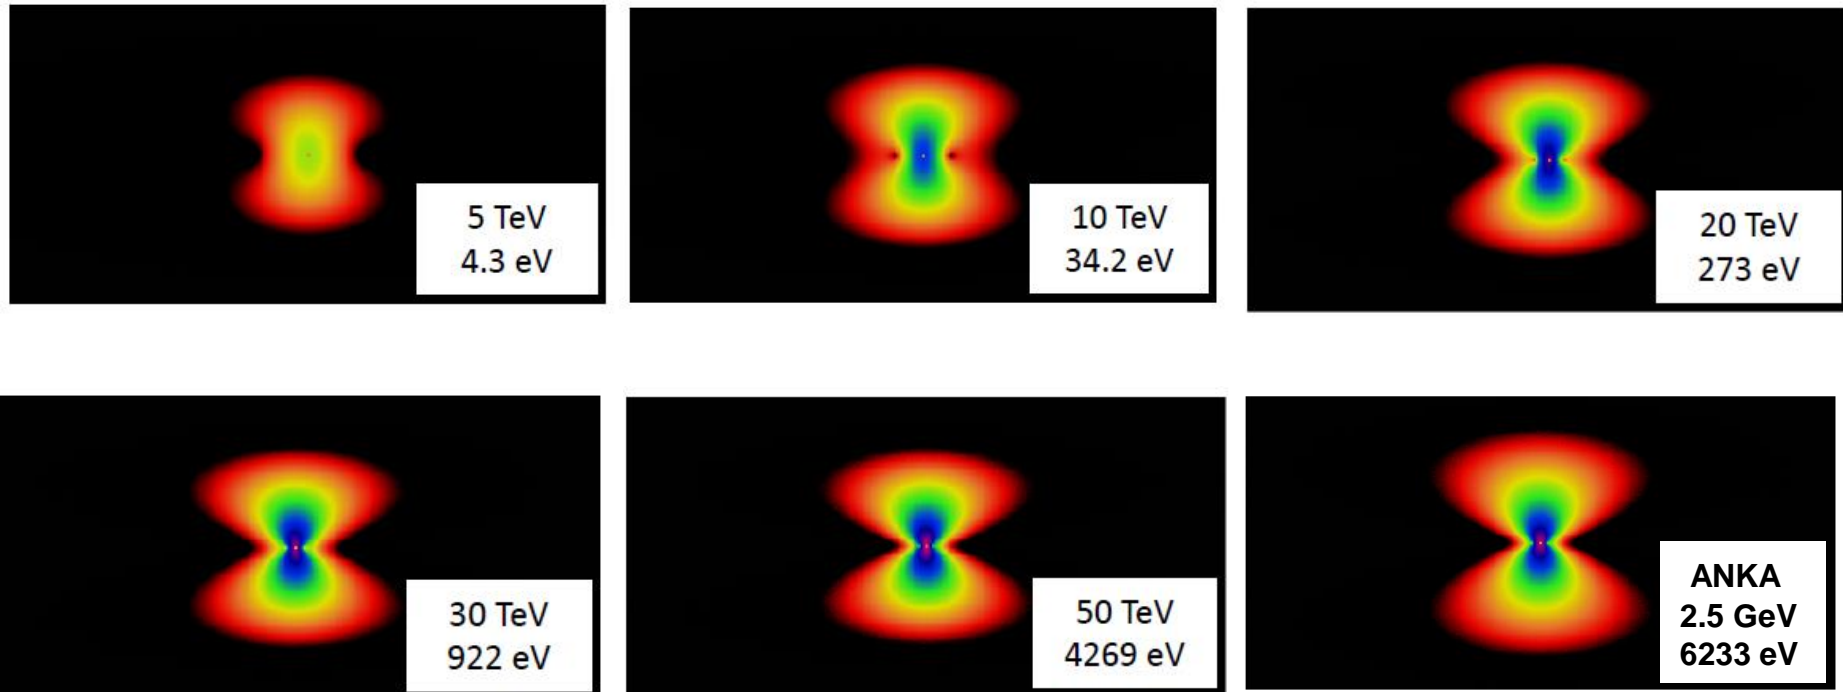 5 TeV
4.3 eV
10 TeV
34.2 eV
20 TeV
273 eV
30 TeV
922 eV
50 TeV
4269 eV
ANKA
2.5 GeV
6233 eV